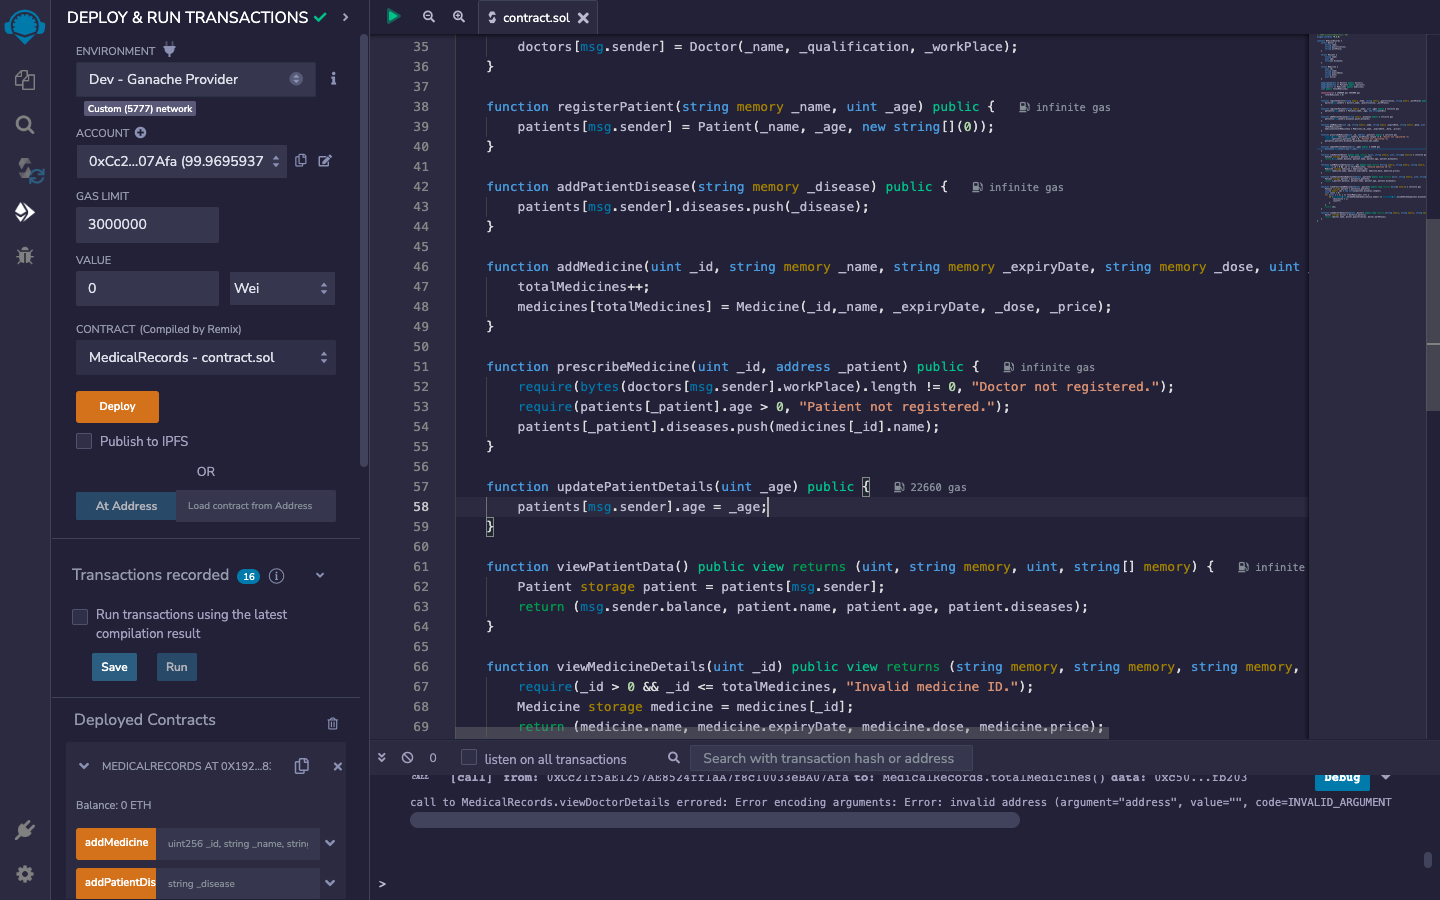 DEPLOY & RUN TRANSACTIONS
ENVIRONMENT
Dev - Ganache Provider
Custom (5777) network
ACCOUNT
0xCc2...07Afa (99.9695937
GAS LIMIT
3000000
VALUE
0
Wei
CONTRACT (Compiled by Remix)
MedicalRecords - contract.sol
Deploy
Publish to IPFS
OR
At Address
Load contract from Address
Transactions recorded 16
Run transactions using the latest
compilation result
Save
Run
Deployed Contracts
MEDICALRECORDS AT 0X192...8
Balance: 0 ETH
addMedicine
uint256 _id, string _name, string
addPatientDis
string _disease
contract.sol
35 doctors[msg.sender] = Doctor(_name, _qualification, _workPlace);
36 }
37
38 function registerPatient(string memory _name, uint _age) public { infinite gas
39 patients[msg.sender] = Patient(_name, _age, new string[](0));
40 }
41
42 function addPatientDisease(string memory _disease) public { infinite gas
43 patients[msg.sender].diseases.push(_disease);
44 }
45
46 function addMedicine(uint _id, string memory _name, string memory _expiryDate, string memory _dose, uint
47 totalMedicines++;
48 medicines[totalMedicines] = Medicine(_id,_name, _expiryDate, _dose, _price);
49 }
50
51 function prescribeMedicine(uint _id, address _patient) public { infinite gas
52 require(bytes(doctors[msg.sender].workPlace).length != 0, "Doctor not registered.");
53 require(patients[_patient].age > 0, "Patient not registered.");
54 patients[_patient].diseases.push(medicines[_id].name);
55 }
56
57 function updatePatientDetails(uint _age) public { 22660 gas
58 patients[msg.sender].age = _age;
59 }
60
61 function viewPatientData() public view returns (uint, string memory, uint, string[] memory) { infinite
62 Patient storage patient = patients[msg.sender];
63 return (msg.sender.balance, patient.name, patient.age, patient.diseases);
64 }
65
66 function viewMedicineDetails(uint _id) public view returns (string memory, string memory, string memory,
67 require(_id > 0 && _id <= totalMedicines, "Invalid medicine ID.");
68 Medicine storage medicine = medicines[_id];
69 return (medicine.name, medicine.expiryDate, medicine.dose, medicine.price);
0
listen on all transactions
Search with transaction hash or address
[call] from: 0xCc21f5AE1257AE8524ff1AA7f8C10033eBA07Afa to: MedicalRecords.totalMedicines() data: 0xc50...fb203
Debug
call to MedicalRecords.viewDoctorDetails errored: Error encoding arguments: Error: invalid address (argument="address", value="", code=INVALID_ARGUMENT
>